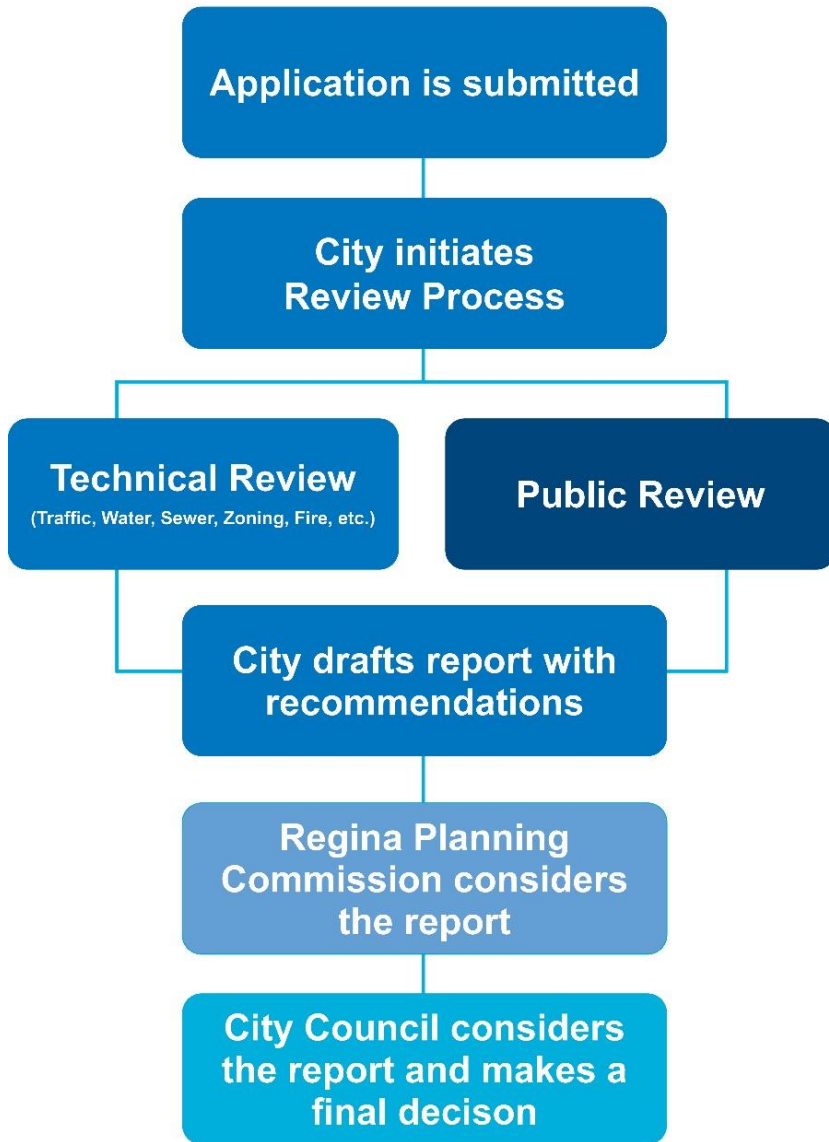 Application is submitted
City initiates
Review Process
Technical Review
(Traffic, Water, Sewer, Zoning, Fire, etc.)
Public Review
City drafts report with
recommendations
Regina Planning
Commission considers
the report
City Council considers
the report and makes a
final decison